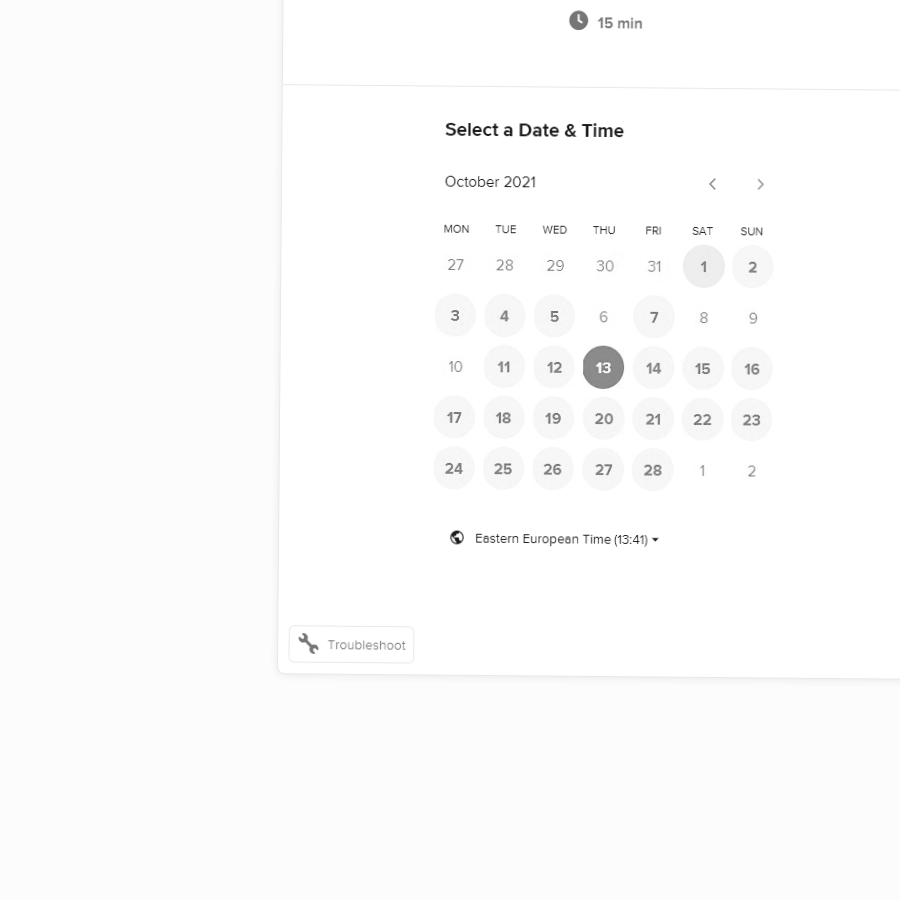 15 min
Select a Date & Time
October 2021
MON TUE WED THU FRI SAT SUN
27 28 29 30 31 1 2
3 4 5 6 7 8 9
10 11 12 13 14 15 16
17 18 19 20 21 22 23
24 25 26 27 28 1 2
Eastern European Time (13:41)
Troubleshoot